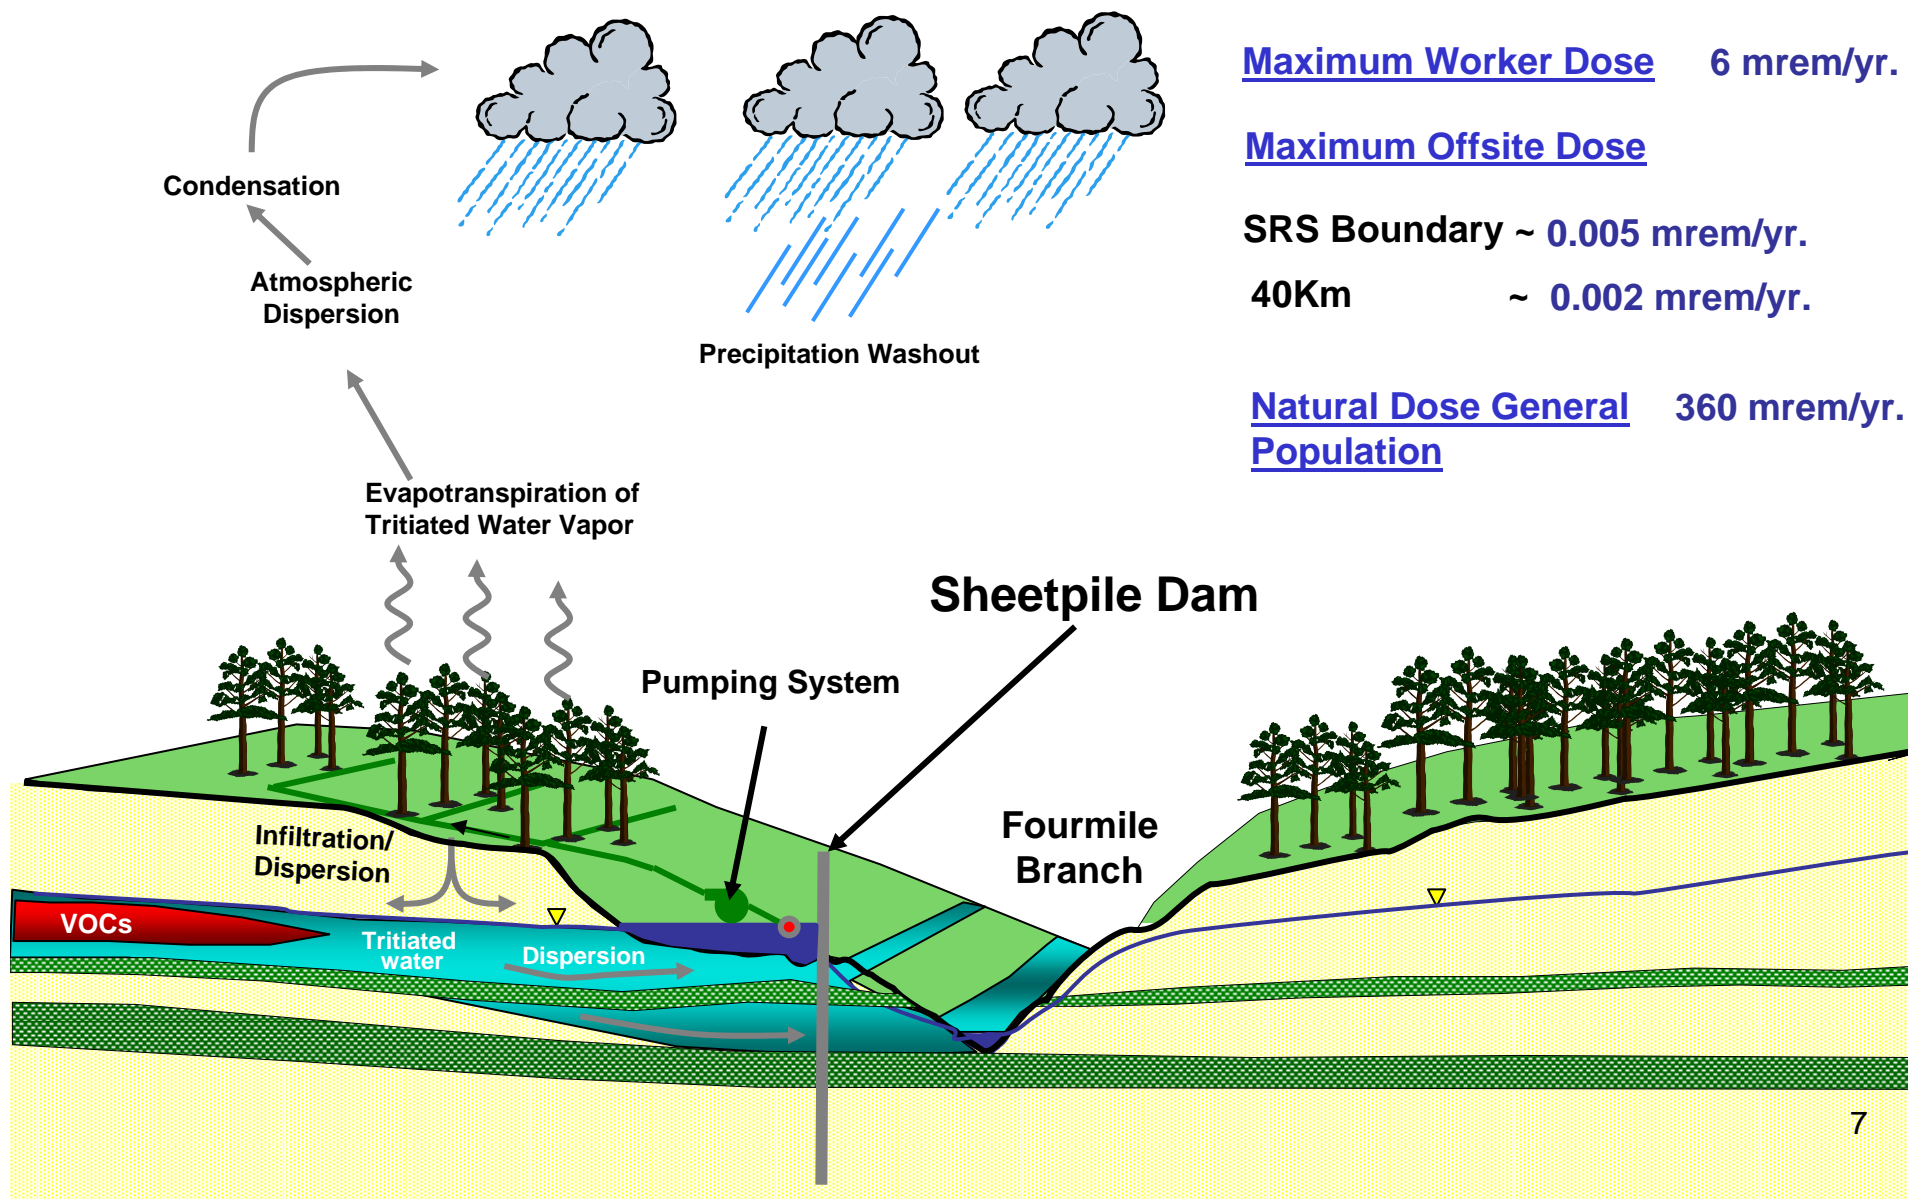 Maximum Worker Dose 6 mrem/yr.
Maximum Offsite Dose
SRS Boundary ~ 0.005 mrem/yr.
40Km ~ 0.002 mrem/yr.
Natural Dose General 360 mrem/yr.
Population
Condensation
Atmospheric
Dispersion
Precipitation Washout
Evapotranspiration of
Tritiated Water Vapor
Sheetpile Dam
Pumping System
Fourmile
Branch
Infiltration/
Dispersion
VOCs
Tritiated
water
Dispersion
7